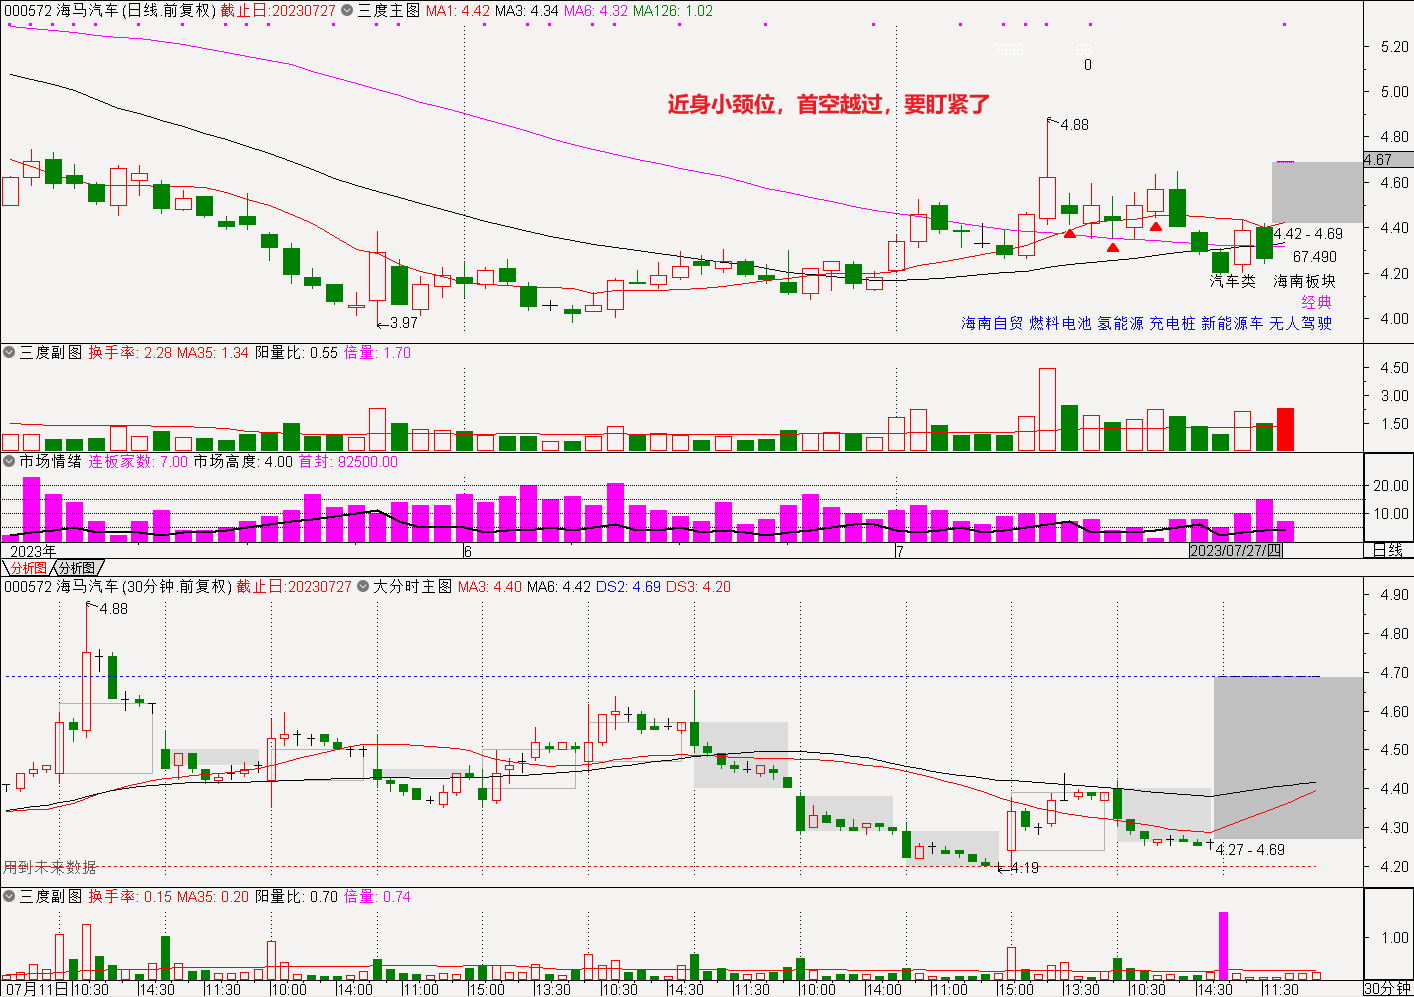 000572 海马汽车(日线.前复权) 截止日:20230727 三度主图 MA1: 4.42 MA3: 4.34 MA6: 4.32 MA126: 1.02
5.20
3998 98
0
5.00
近身小颈位，首空越过，要盯紧了
4.88
4.80
4.67
4.60
4.40
4.42 - 4.69
67.490
4.20
汽车类 海南板块
经典
3.97
海南自贸 燃料电池 氢能源 充电桩 新能源车 无人驾驶
4.00
三度副图 换手率: 2.28 MA35: 1.34 阳量比: 0.55 倍量: 1.70
4.50
3.00
1.50
市场情绪 连板家数: 7.00 市场高度: 4.00 首封: 92500.00
20.00
10.00
2023年 6 7 2023/07/27/四 日线
分析图 分析图
000572 海马汽车(30分钟.前复权) 截止日:20230727 大分时主图 MA3: 4.40 MA6: 4.42 DS2: 4.69 DS3: 4.20
4.90
4.88
4.80
4.70
4.60
4.50
4.40
4.30
4.27 - 4.69
用到未来数据
4.19
4.20
三度副图 换手率: 0.15 MA35: 0.20 阳量比: 0.70 倍量: 0.74
1.00
07月11日 10:30 14:30 11:30 10:00 14:00 11:00 15:00 13:30 10:30 14:30 11:30 10:00 14:00 11:00 15:00 13:30 10:30 14:30 11:30 30分钟